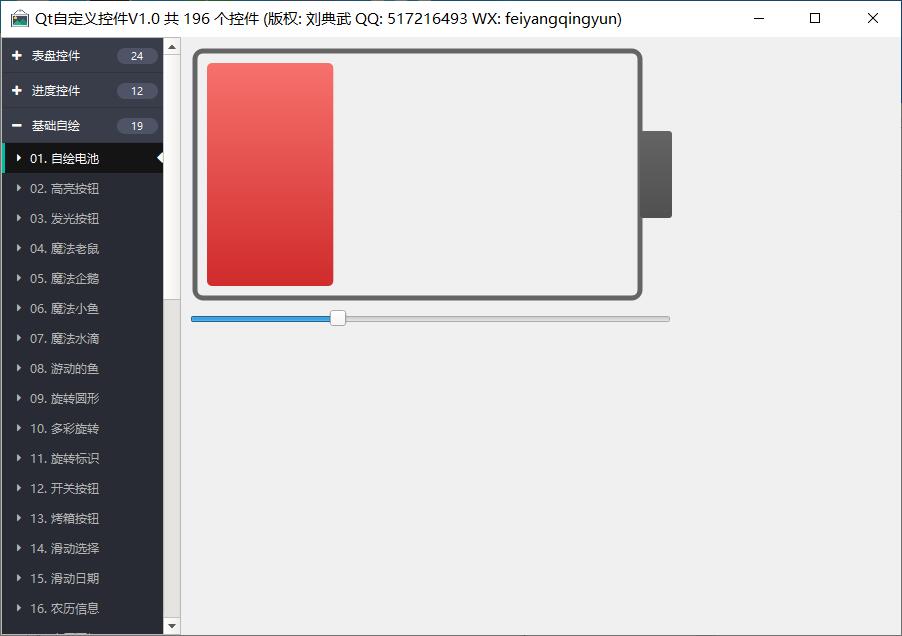 Qt自定义控件V1.0 共 196 个控件 (版权: 刘典武 QQ: 517216493 WX: feiyangqingyun)
表盘控件 24
进度控件 12
基础自绘 19
01. 自绘电池
02. 高亮按钮
03. 发光按钮
04. 魔法老鼠
05. 魔法企鹅
06. 魔法小鱼
07. 魔法水滴
08. 游动的鱼
09. 旋转圆形
10. 多彩旋转
11. 旋转标识
12. 开关按钮
13. 烤箱按钮
14. 滑动选择
15. 滑动日期
16. 农历信息